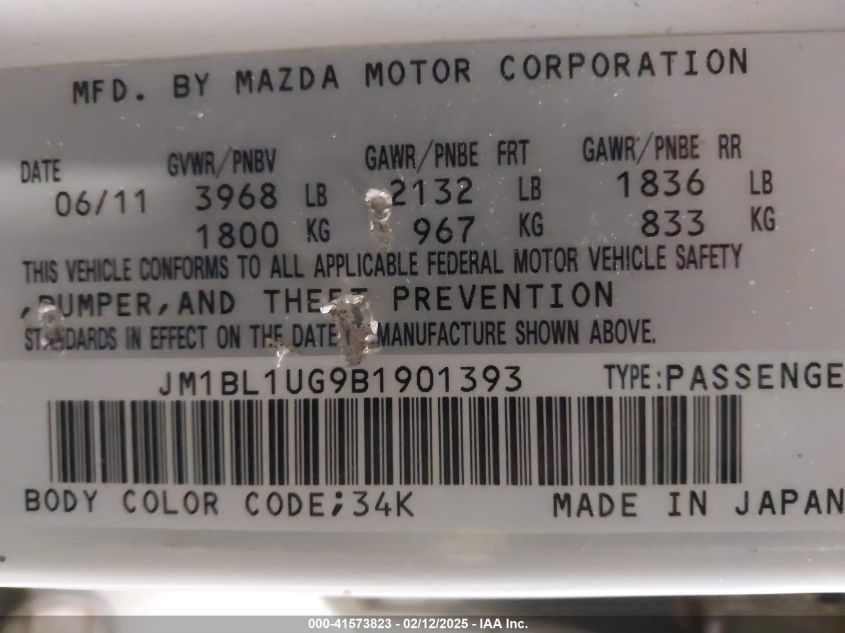 MFD. BY MAZDA MOTOR CORPORATION
DATE GVWR/PNBV GAWR/PNBE FRT GAWR/PNBE RR
06/11 3968 LB 2132 LB 1836 LB
1800 KG 967 KG 833 KG
THIS VEHICLE CONFORMS TO ALL APPLICABLE FEDERAL MOTOR VEHICLE SAFETY
,BUMPER,AND THEFT PREVENTION
STANDARDS IN EFFECT ON THE DATE MANUFACTURE SHOWN ABOVE.
JM1BL1UG9B1901393 TYPE:PASSENGE
BODY COLOR CODE;34K MADE IN JAPAN
000-41573823 - 02/12/2025 - IAA Inc.